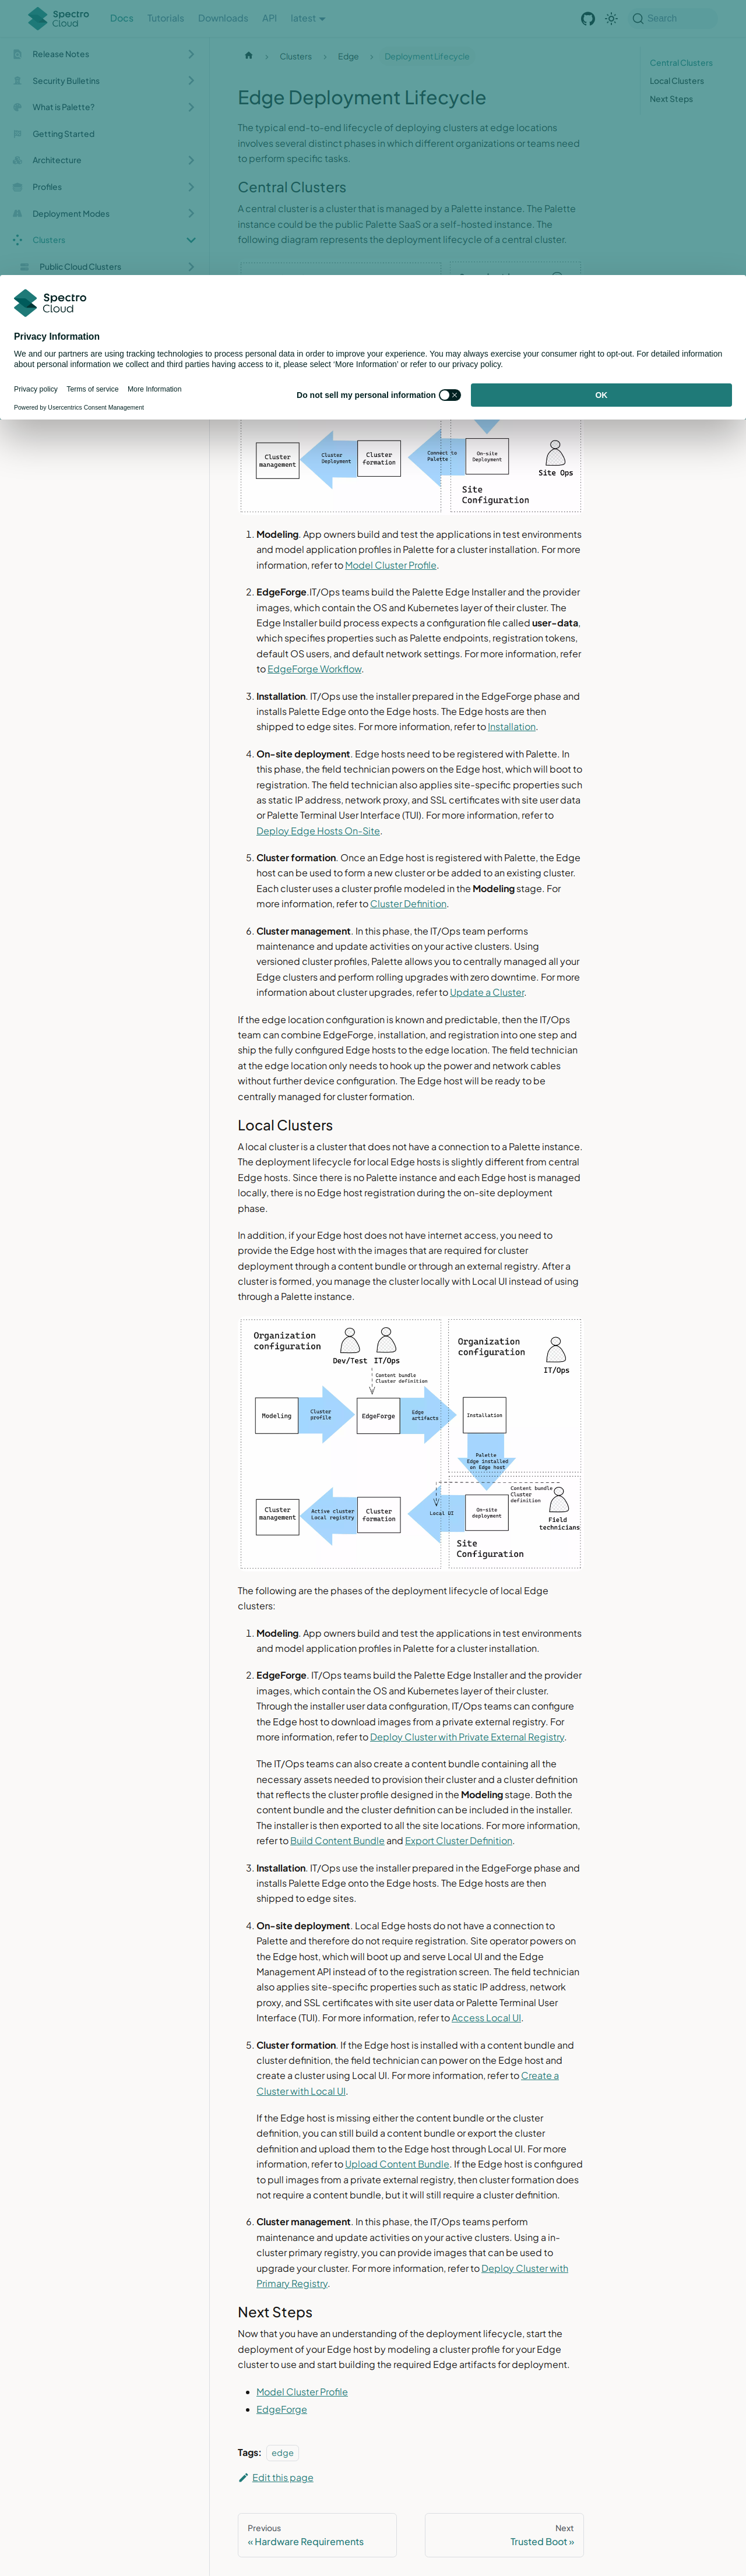 Spectro Cloud
Docs
Tutorials
Downloads
API
latest
Search
Release Notes
Security Bulletins
What is Palette?
Getting Started
Architecture
Profiles
Deployment Modes
Clusters
Public Cloud Clusters
Clusters
Edge
Deployment Lifecycle
Central Clusters
Local Clusters
Next Steps
Edge Deployment Lifecycle
The typical end-to-end lifecycle of deploying clusters at edge locations
involves several distinct phases in which different organizations or teams need
to perform specific tasks.
Central Clusters
A central cluster is a cluster that is managed by a Palette instance. The Palette
instance could be the public Palette SaaS or a self-hosted instance. The
following diagram represents the deployment lifecycle of a central cluster.
Spectro Cloud
Privacy Information
We and our partners are using tracking technologies to process personal data in order to improve your experience. You may always exercise your consumer right to opt-out. For detailed information
about personal information we collect and third parties having access to it, please select 'More Information' or refer to our privacy policy.
Privacy policy
Terms of service
More Information
Do not sell my personal information
OK
Powered by Usercentrics Consent Management
Cluster management
Cluster Deployment
Cluster formation
Connect to Palette
On-site Deployment
Site Ops
Site Configuration
1. Modeling. App owners build and test the applications in test environments
and model application profiles in Palette for a cluster installation. For more
information, refer to Model Cluster Profile.
2. EdgeForge.IT/Ops teams build the Palette Edge Installer and the provider
images, which contain the OS and Kubernetes layer of their cluster. The
Edge Installer build process expects a configuration file called user-data,
which specifies properties such as Palette endpoints, registration tokens,
default OS users, and default network settings. For more information, refer
to EdgeForge Workflow.
3. Installation. IT/Ops use the installer prepared in the EdgeForge phase and
installs Palette Edge onto the Edge hosts. The Edge hosts are then
shipped to edge sites. For more information, refer to Installation.
4. On-site deployment. Edge hosts need to be registered with Palette. In
this phase, the field technician powers on the Edge host, which will boot to
registration. The field technician also applies site-specific properties such
as static IP address, network proxy, and SSL certificates with site user data
or Palette Terminal User Interface (TUI). For more information, refer to
Deploy Edge Hosts On-Site.
5. Cluster formation. Once an Edge host is registered with Palette, the Edge
host can be used to form a new cluster or be added to an existing cluster.
Each cluster uses a cluster profile modeled in the Modeling stage. For
more information, refer to Cluster Definition.
6. Cluster management. In this phase, the IT/Ops team performs
maintenance and update activities on your active clusters. Using
versioned cluster profiles, Palette allows you to centrally managed all your
Edge clusters and perform rolling upgrades with zero downtime. For more
information about cluster upgrades, refer to Update a Cluster.
If the edge location configuration is known and predictable, then the IT/Ops
team can combine EdgeForge, installation, and registration into one step and
ship the fully configured Edge hosts to the edge location. The field technician
at the edge location only needs to hook up the power and network cables
without further device configuration. The Edge host will be ready to be
centrally managed for cluster formation.
Local Clusters
A local cluster is a cluster that does not have a connection to a Palette instance.
The deployment lifecycle for local Edge hosts is slightly different from central
Edge hosts. Since there is no Palette instance and each Edge host is managed
locally, there is no Edge host registration during the on-site deployment
phase.
In addition, if your Edge host does not have internet access, you need to
provide the Edge host with the images that are required for cluster
deployment through a content bundle or through an external registry. After a
cluster is formed, you manage the cluster locally with Local UI instead of using
through a Palette instance.
Organization configuration
Dev/Test
IT/Ops
Content bundle
Cluster definition
Organization configuration
IT/Ops
Modeling
Cluster profile
EdgeForge
Edge artifacts
Installation
Palette
Edge installed
on Edge host
Cluster management
Active cluster
Local registry
Cluster formation
Local UI
On-site deployment
Content bundle
Cluster
definition
Field technicians
Site Configuration
The following are the phases of the deployment lifecycle of local Edge
clusters:
1. Modeling. App owners build and test the applications in test environments
and model application profiles in Palette for a cluster installation.
2. EdgeForge. IT/Ops teams build the Palette Edge Installer and the provider
images, which contain the OS and Kubernetes layer of their cluster.
Through the installer user data configuration, IT/Ops teams can configure
the Edge host to download images from a private external registry. For
more information, refer to Deploy Cluster with Private External Registry.
The IT/Ops teams can also create a content bundle containing all the
necessary assets needed to provision their cluster and a cluster definition
that reflects the cluster profile designed in the Modeling stage. Both the
content bundle and the cluster definition can be included in the installer.
The installer is then exported to all the site locations. For more information,
refer to Build Content Bundle and Export Cluster Definition.
3. Installation. IT/Ops use the installer prepared in the EdgeForge phase and
installs Palette Edge onto the Edge hosts. The Edge hosts are then
shipped to edge sites.
4. On-site deployment. Local Edge hosts do not have a connection to
Palette and therefore do not require registration. Site operator powers on
the Edge host, which will boot up and serve Local UI and the Edge
Management API instead of to the registration screen. The field technician
also applies site-specific properties such as static IP address, network
proxy, and SSL certificates with site user data or Palette Terminal User
Interface (TUI). For more information, refer to Access Local UI.
5. Cluster formation. If the Edge host is installed with a content bundle and
cluster definition, the field technician can power on the Edge host and
create a cluster using Local UI. For more information, refer to Create a
Cluster with Local UI.
If the Edge host is missing either the content bundle or the cluster
definition, you can still build a content bundle or export the cluster
definition and upload them to the Edge host through Local UI. For more
information, refer to Upload Content Bundle. If the Edge host is configured
to pull images from a private external registry, then cluster formation does
not require a content bundle, but it will still require a cluster definition.
6. Cluster management. In this phase, the IT/Ops teams perform
maintenance and update activities on your active clusters. Using a in-
cluster primary registry, you can provide images that can be used to
upgrade your cluster. For more information, refer to Deploy Cluster with
Primary Registry.
Next Steps
Now that you have an understanding of the deployment lifecycle, start the
deployment of your Edge host by modeling a cluster profile for your Edge
cluster to use and start building the required Edge artifacts for deployment.
Model Cluster Profile
EdgeForge
Tags: edge
Edit this page
Previous
« Hardware Requirements
Next
Trusted Boot »